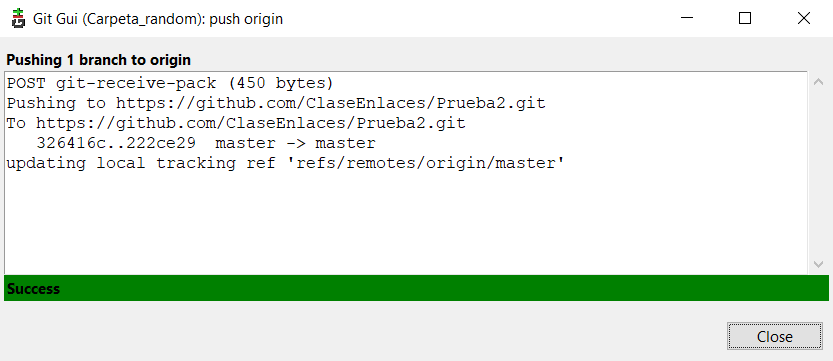 Git Gui (Carpeta_random): push origin
Pushing 1 branch to origin
POST git-receive-pack (450 bytes)
Pushing to https://github.com/ClaseEnlaces/Prueba2.git
To https://github.com/ClaseEnlaces/Prueba2.git
   326416c..222ce29  master -> master
updating local tracking ref 'refs/remotes/origin/master'
Success
Close